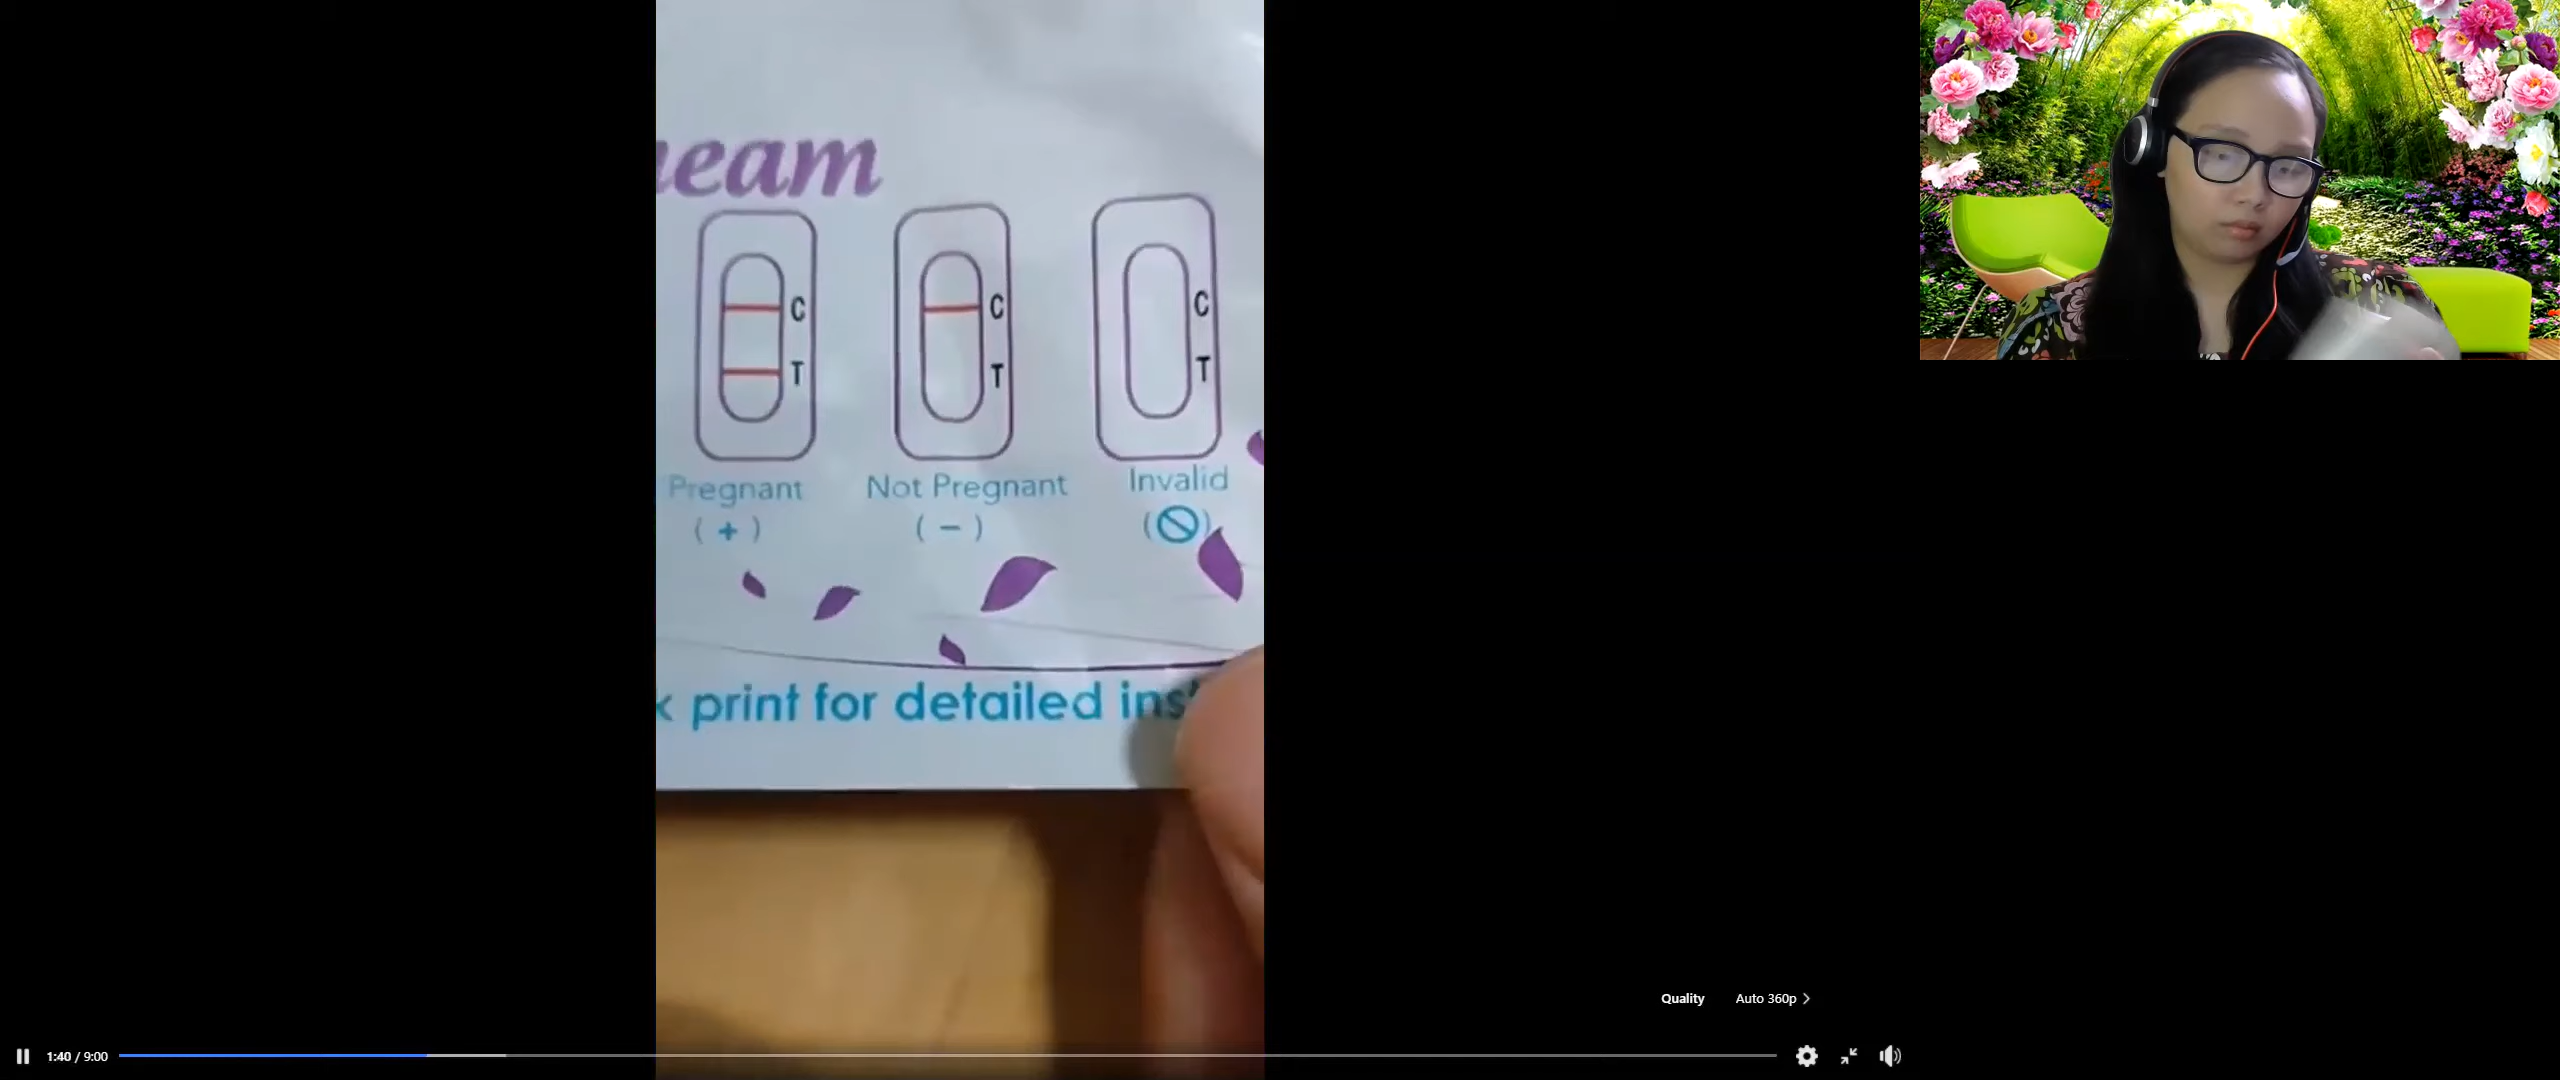 eam
C
T
C
T
C
T
Pregnant
Not Pregnant
Invalid
( + )
( − )
print for detailed ins
Quality
Auto 360p
1:40 / 9:00